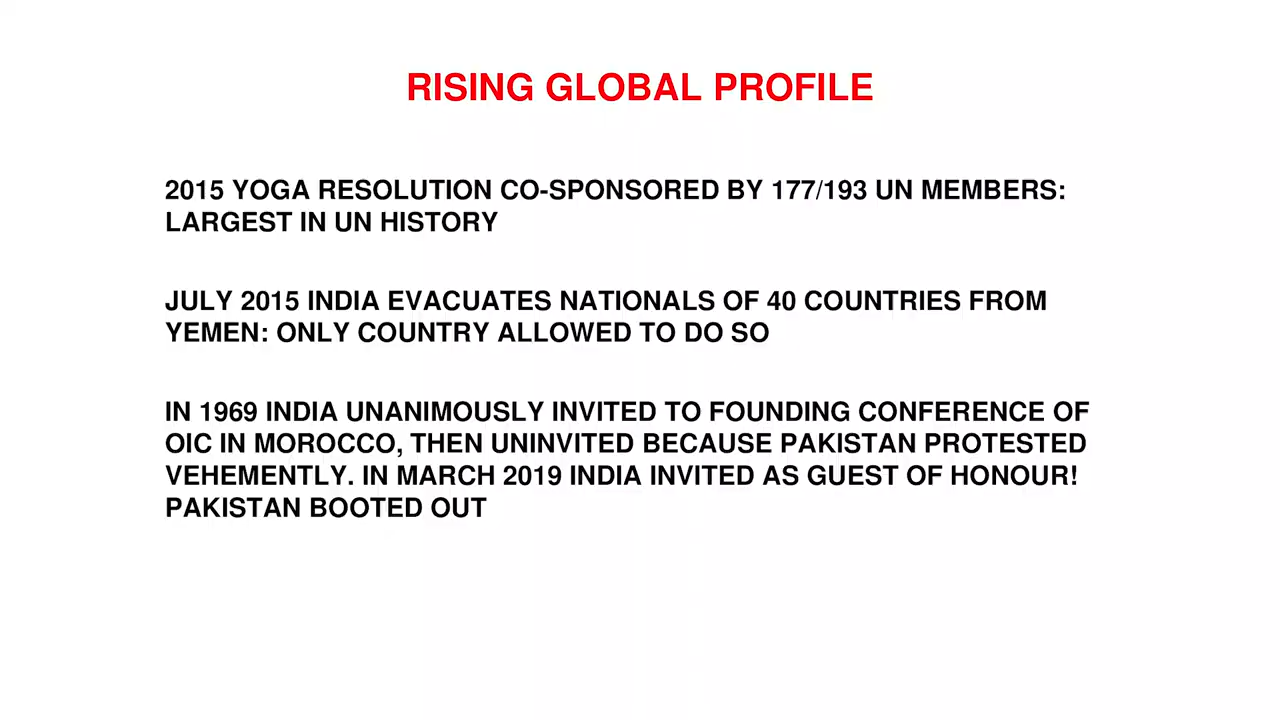 RISING GLOBAL PROFILE
2015 YOGA RESOLUTION CO-SPONSORED BY 177/193 UN MEMBERS:
LARGEST IN UN HISTORY
JULY 2015 INDIA EVACUATES NATIONALS OF 40 COUNTRIES FROM
YEMEN: ONLY COUNTRY ALLOWED TO DO SO
IN 1969 INDIA UNANIMOUSLY INVITED TO FOUNDING CONFERENCE OF
OIC IN MOROCCO, THEN UNINVITED BECAUSE PAKISTAN PROTESTED
VEHEMENTLY. IN MARCH 2019 INDIA INVITED AS GUEST OF HONOUR!
PAKISTAN BOOTED OUT